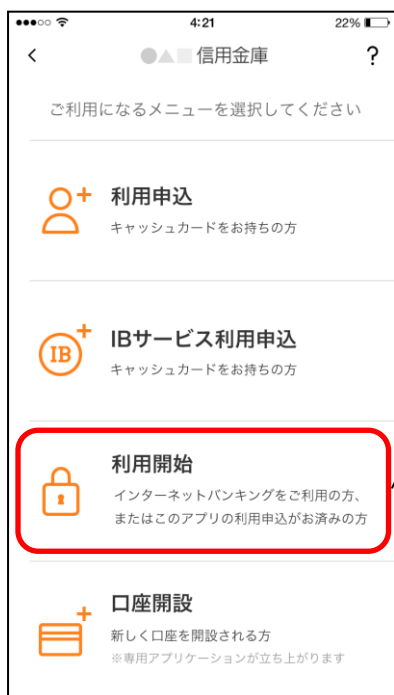 4:21 22%
●▲■信用金庫 ?
ご利用になるメニューを選択してください
利用申込
キャッシュカードをお持ちの方
IB
IBサービス利用申込
キャッシュカードをお持ちの方
利用開始
インターネットバンキングをご利用の方、
またはこのアプリの利用申込がお済みの方
口座開設
新しく口座を開設される方
※専用アプリケーションが立ち上がります